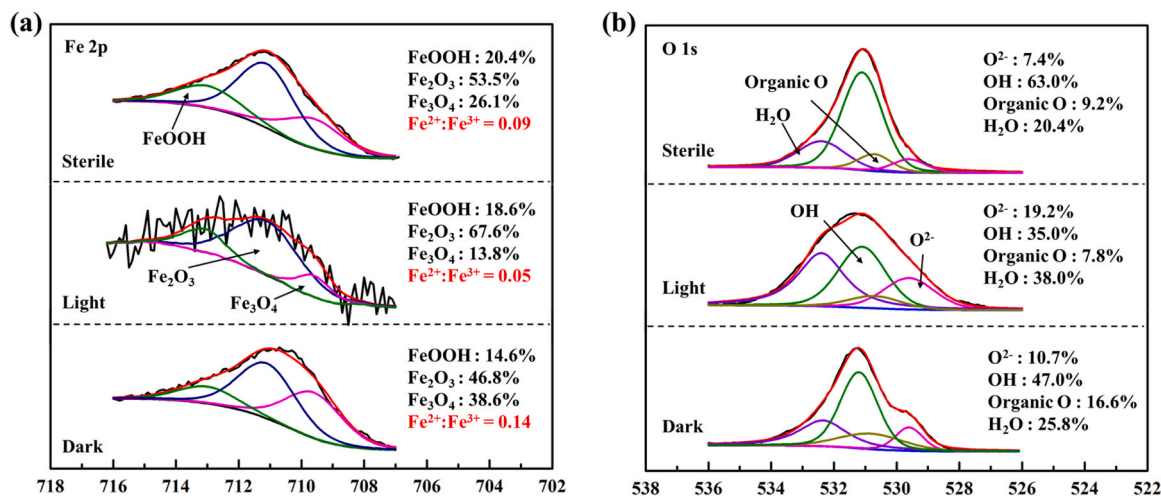 (a)
Fe 2p
FeOOH : 20.4%
Fe₂O₃ : 53.5%
Fe₃O₄ : 26.1%
Fe²⁺:Fe³⁺ = 0.09
FeOOH
Sterile
FeOOH : 18.6%
Fe₂O₃ : 67.6%
Fe₃O₄ : 13.8%
Fe²⁺:Fe³⁺ = 0.05
Fe₂O₃
Fe₃O₄
Light
FeOOH : 14.6%
Fe₂O₃ : 46.8%
Fe₃O₄ : 38.6%
Fe²⁺:Fe³⁺ = 0.14
Dark
718 716 714 712 710 708 706 704 702
(b)
O 1s
O²⁻ : 7.4%
OH : 63.0%
Organic O : 9.2%
H₂O : 20.4%
Organic O
H₂O
Sterile
O²⁻ : 19.2%
OH : 35.0%
Organic O : 7.8%
H₂O : 38.0%
OH
O²⁻
Light
O²⁻ : 10.7%
OH : 47.0%
Organic O : 16.6%
H₂O : 25.8%
Dark
538 536 534 532 531 528 526 524 522